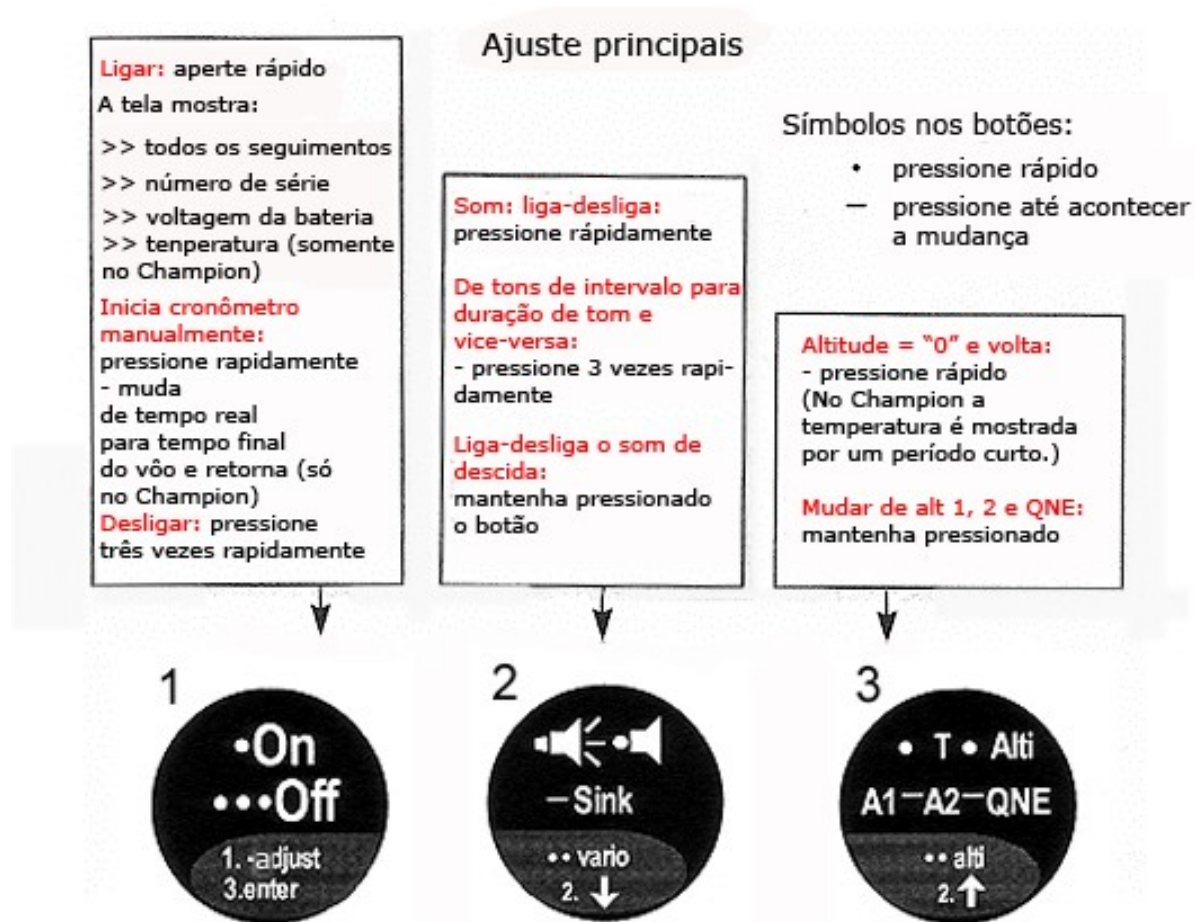 Ajuste principais
Ligar: aperte rápido
A tela mostra:
>> todos os seguimentos
>> número de série
>> voltagem da bateria
>> tenperatura (somente
no Champion)
Inicia cronômetro
manualmente:
pressione rapidamente
- muda
de tempo real
para tempo final
do vôo e retorna (só
no Champion)
Desligar: pressione
três vezes rapidamente
Som: liga-desliga:
pressione rápidamente
De tons de intervalo para
duração de tom e
vice-versa:
- pressione 3 vezes rapi-
damente
Liga-desliga o som de
descida:
mantenha pressionado
o botão
Símbolos nos botões:
• pressione rápido
— pressione até acontecer
a mudança
Altitude = “0” e volta:
- pressione rápido
(No Champion a
temperatura é mostrada
por um período curto.)
Mudar de alt 1, 2 e QNE:
mantenha pressionado
1
•On
•••Off
1. -adjust
3.enter
2
–Sink
•• vario
2. ↓
3
• T • Alti
A1–A2–QNE
•• alti
2. ↑